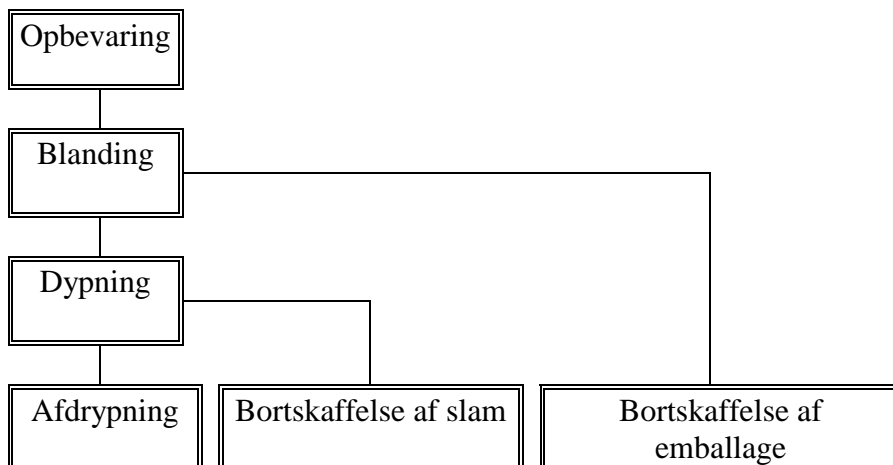 Opbevaring
Blanding
Dypning
Afdrypning
Bortskaffelse af slam
Bortskaffelse af
emballage